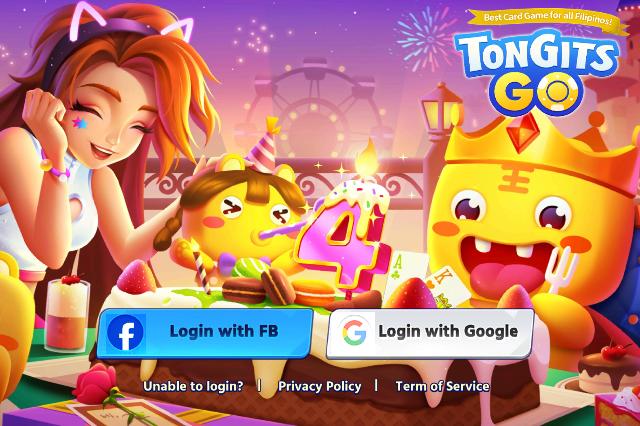 Best Card Game for all Filipinos!
TONGITS
GO
4
A
K
Login with FB
Login with Google
Unable to login? | Privacy Policy | Term of Service